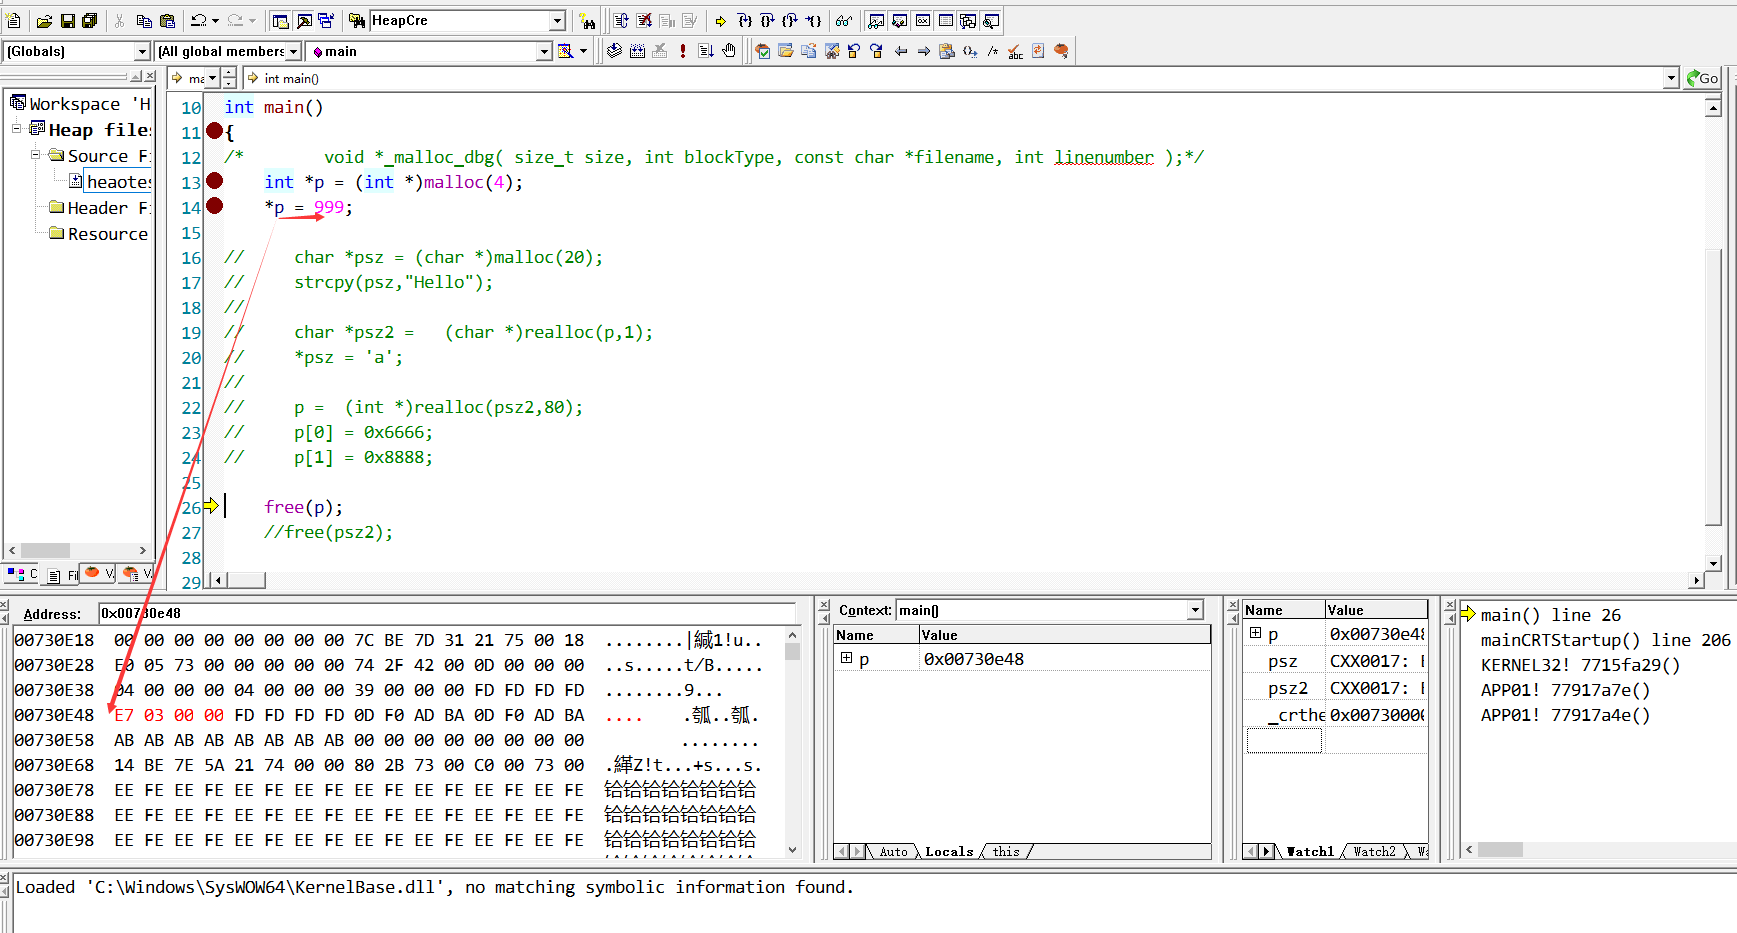 HeapCre
(Globals)
(All global members
main
ma
int main()
Go
Workspace 'H
Heap files
Source Fi
heaotes
Header Fi
Resource
10 int main()
11 {
12 /*        void *_malloc_dbg( size_t size, int blockType, const char *filename, int linenumber );*/
13     int *p = (int *)malloc(4);
14     *p = 999;
15
16 //     char *psz = (char *)malloc(20);
17 //     strcpy(psz,"Hello");
18 //
19 //     char *psz2 =   (char *)realloc(p,1);
20 //     *psz = 'a';
21 //
22 //     p =  (int *)realloc(psz2,80);
23 //     p[0] = 0x6666;
24 //     p[1] = 0x8888;
25
26     free(p);
27     //free(psz2);
28
29
Address: 0x00730e48
00730E18  00 00 00 00 00 00 00 00 7C BE 7D 31 21 75 00 18  ........|緘1!u..
00730E28  E0 05 73 00 00 00 00 00 74 2F 42 00 0D 00 00 00  ..s.....t/B.....
00730E38  04 00 00 00 04 00 00 00 39 00 00 00 FD FD FD FD  ........9...
00730E48  E7 03 00 00 FD FD FD FD 0D F0 AD BA 0D F0 AD BA  ....    .瓠..瓠.
00730E58  AB AB AB AB AB AB AB AB 00 00 00 00 00 00 00 00          ........
00730E68  14 BE 7E 5A 21 74 00 00 80 2B 73 00 C0 00 73 00  .緙Z!t...+s...s.
00730E78  EE FE EE FE EE FE EE FE EE FE EE FE EE FE EE FE  铪铪铪铪铪铪铪铪
00730E88  EE FE EE FE EE FE EE FE EE FE EE FE EE FE EE FE  铪铪铪铪铪铪铪铪
00730E98  EE FE EE FE EE FE EE FE EE FE EE FE EE FE EE FE  铪铪铪铪铪铪铪铪
Context: main()
Name Value
p 0x00730e48
Auto Locals this
Name Value
p 0x00730e48
psz CXX0017: E
psz2 CXX0017: E
_crthe 0x00730000
Watch1 Watch2
main() line 26
mainCRTStartup() line 206
KERNEL32! 7715fa29()
APP01! 77917a7e()
APP01! 77917a4e()
Loaded 'C:\Windows\SysWOW64\KernelBase.dll', no matching symbolic information found.